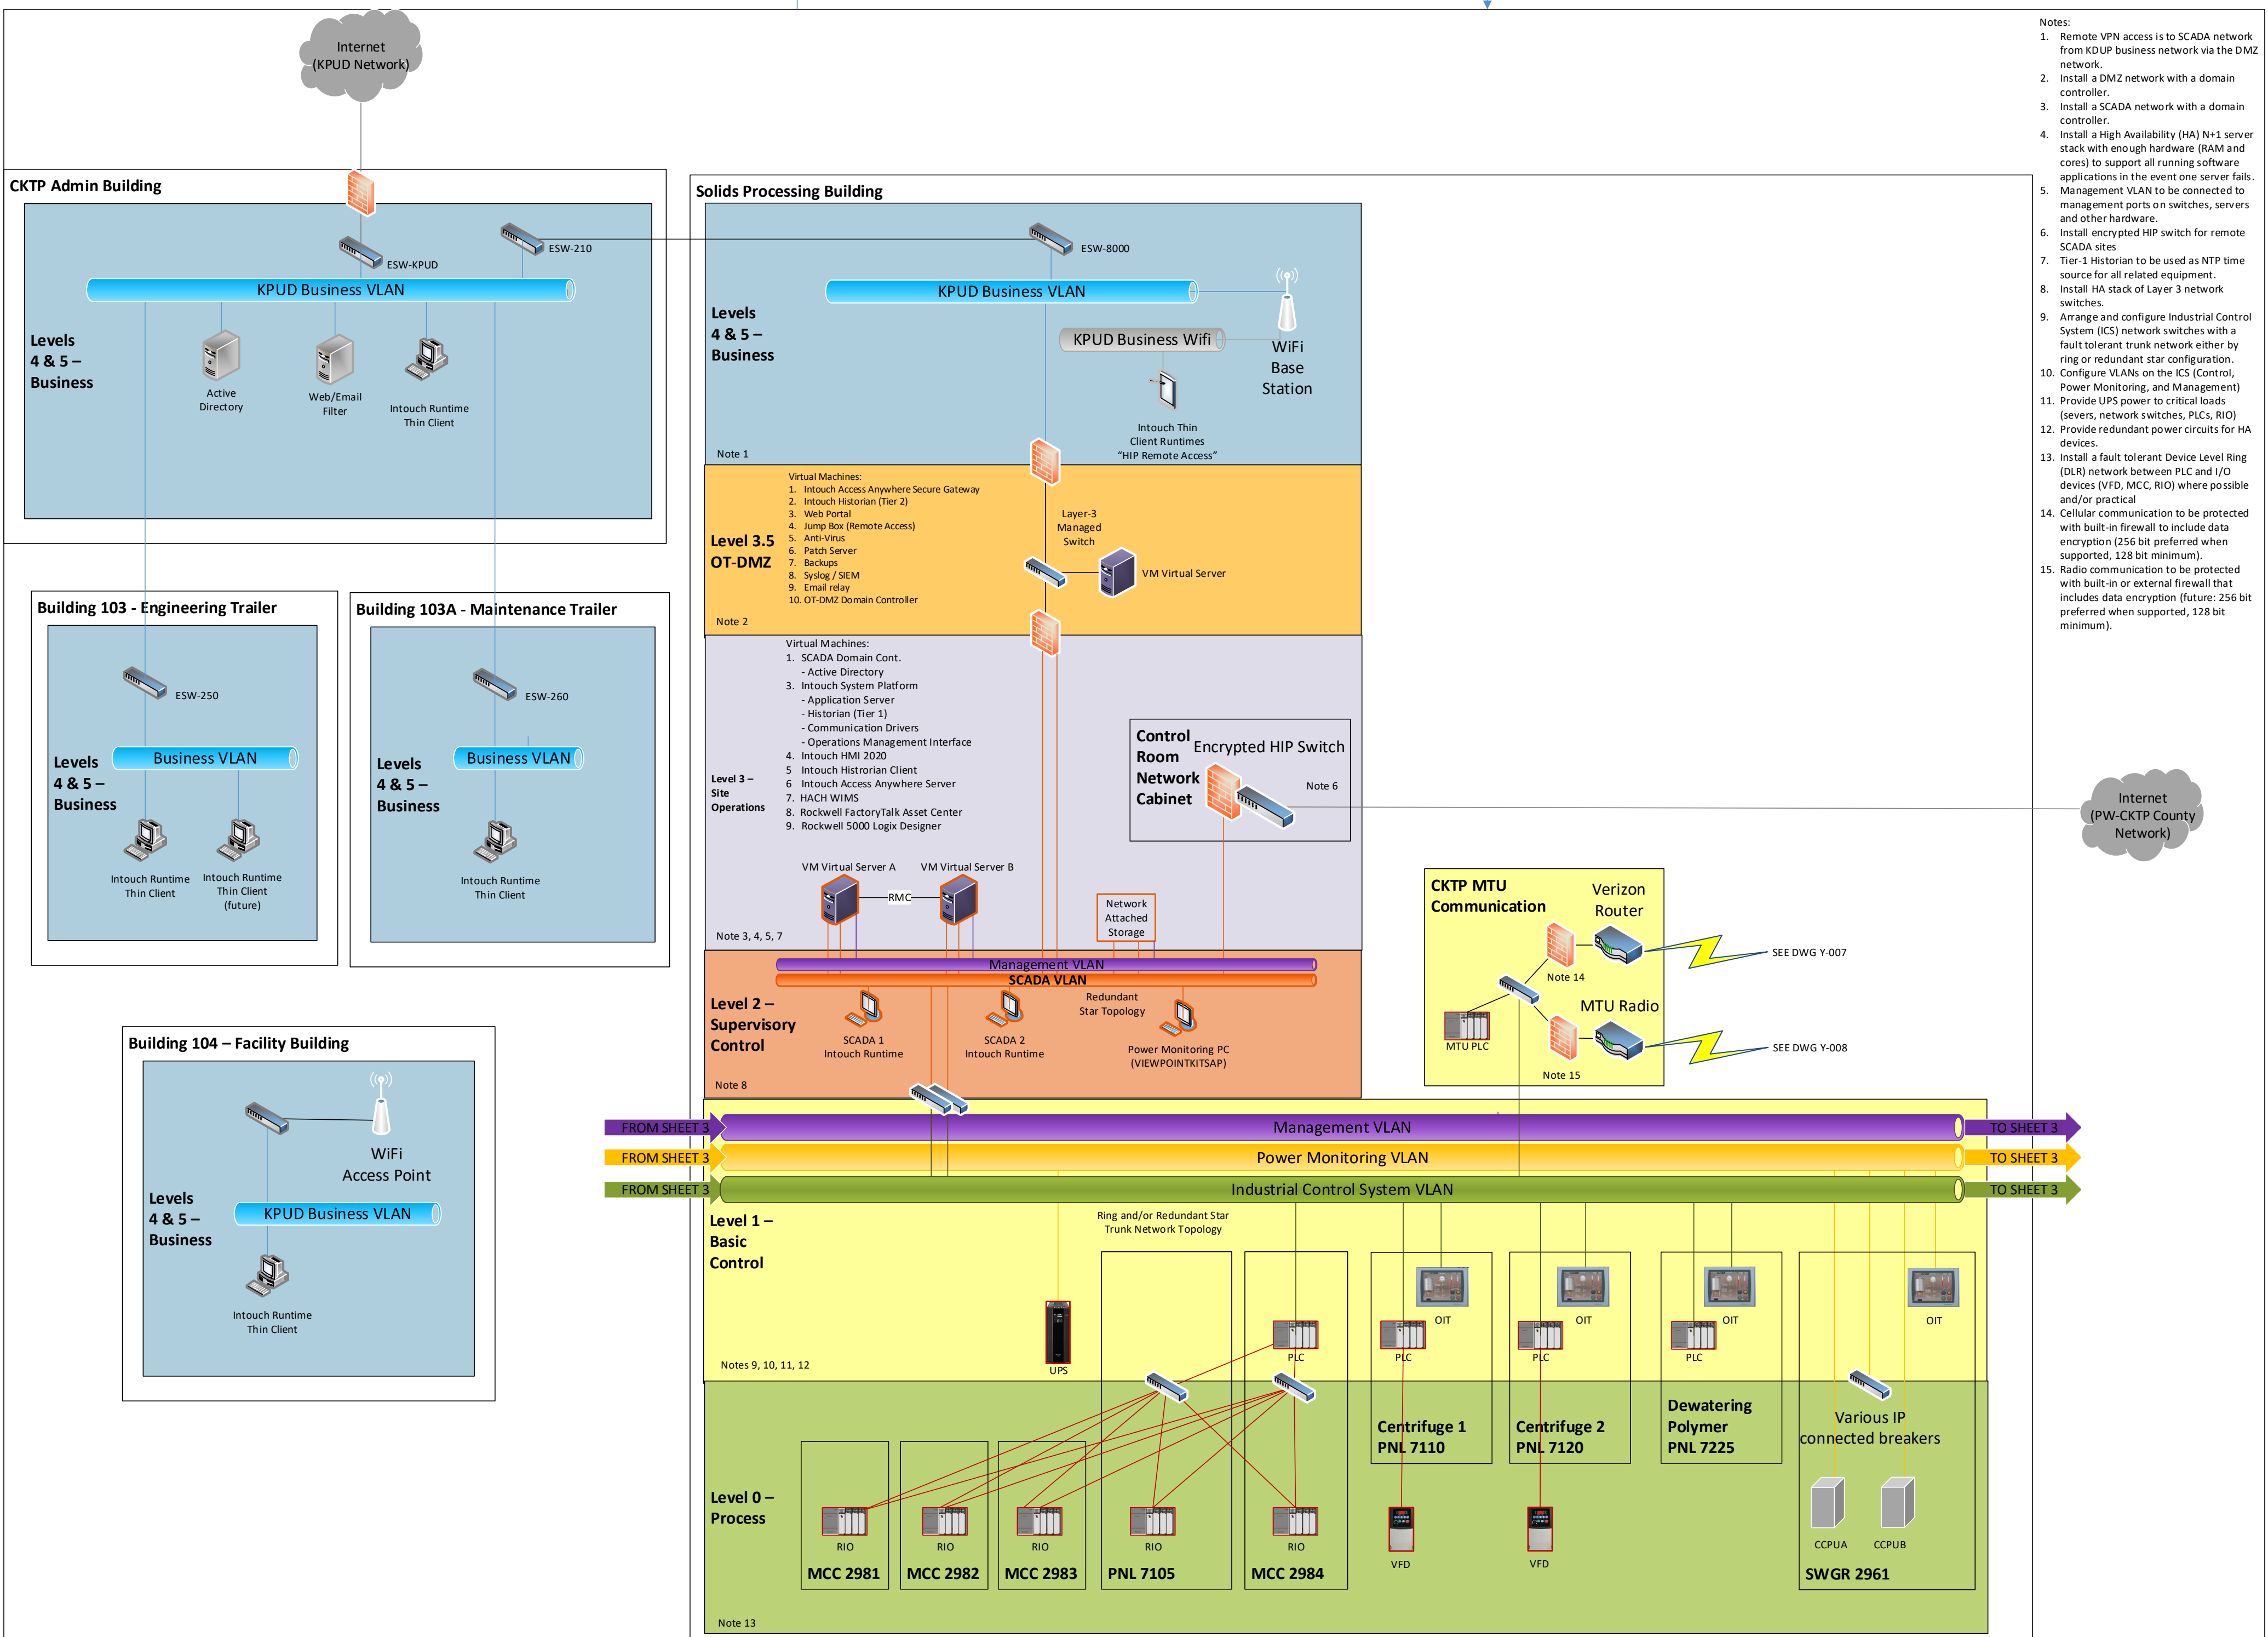 Internet
(KPUD Network)
CKTP Admin Building
ESW-210
ESW-KPUD
KPUD Business VLAN
Levels
4 & 5 –
Business
Active
Directory
Web/Email
Filter
Intouch Runtime
Thin Client
Building 103 - Engineering Trailer
ESW-250
Business VLAN
Levels
4 & 5 –
Business
Intouch Runtime
Thin Client
Intouch Runtime
Thin Client
(future)
Building 103A - Maintenance Trailer
ESW-260
Business VLAN
Levels
4 & 5 –
Business
Intouch Runtime
Thin Client
Building 104 – Facility Building
WiFi
Access Point
Levels
4 & 5 –
Business
KPUD Business VLAN
Intouch Runtime
Thin Client
Solids Processing Building
ESW-8000
KPUD Business VLAN
Levels
4 & 5 –
Business
KPUD Business Wifi
WiFi
Base
Station
Intouch Thin
Client Runtimes
"HIP Remote Access"
Note 1
Virtual Machines:
1. Intouch Access Anywhere Secure Gateway
2. Intouch Historian (Tier 2)
3. Web Portal
4. Jump Box (Remote Access)
5. Anti-Virus
6. Patch Server
7. Backups
8. Syslog / SIEM
9. Email relay
10. OT-DMZ Domain Controller
Level 3.5
OT-DMZ
Layer-3
Managed
Switch
VM Virtual Server
Note 2
Virtual Machines:
1. SCADA Domain Cont.
- Active Directory
3. Intouch System Platform
- Application Server
- Historian (Tier 1)
- Communication Drivers
- Operations Management Interface
4. Intouch HMI 2020
5 Intouch Histrorian Client
6 Intouch Access Anywhere Server
7. HACH WIMS
8. Rockwell FactoryTalk Asset Center
9. Rockwell 5000 Logix Designer
Level 3 –
Site
Operations
Control
Room
Network
Cabinet
Encrypted HIP Switch
Note 6
VM Virtual Server A
VM Virtual Server B
RMC
Network
Attached
Storage
Note 3, 4, 5, 7
Management VLAN
SCADA VLAN
Level 2 –
Supervisory
Control
SCADA 1
Intouch Runtime
SCADA 2
Intouch Runtime
Redundant
Star Topology
Power Monitoring PC
(VIEWPOINTKITSAP)
Note 8
CKTP MTU
Communication
Verizon
Router
Note 14
SEE DWG Y-007
MTU Radio
MTU PLC
SEE DWG Y-008
Note 15
Internet
(PW-CKTP County
Network)
FROM SHEET 3
Management VLAN
TO SHEET 3
FROM SHEET 3
Power Monitoring VLAN
TO SHEET 3
FROM SHEET 3
Industrial Control System VLAN
TO SHEET 3
Level 1 –
Basic
Control
Ring and/or Redundant Star
Trunk Network Topology
UPS
PLC
PLC
OIT
PLC
OIT
PLC
OIT
OIT
Notes 9, 10, 11, 12
Centrifuge 1
PNL 7110
Centrifuge 2
PNL 7120
Dewatering
Polymer
PNL 7225
Various IP
connected breakers
Level 0 –
Process
RIO
MCC 2981
RIO
MCC 2982
RIO
MCC 2983
RIO
PNL 7105
RIO
MCC 2984
VFD
VFD
CCPUA
CCPUB
SWGR 2961
Note 13
Notes:
1. Remote VPN access is to SCADA network
from KDUP business network via the DMZ
network.
2. Install a DMZ network with a domain
controller.
3. Install a SCADA network with a domain
controller.
4. Install a High Availability (HA) N+1 server
stack with enough hardware (RAM and
cores) to support all running software
applications in the event one server fails.
5. Management VLAN to be connected to
management ports on switches, servers
and other hardware.
6. Install encrypted HIP switch for remote
SCADA sites
7. Tier-1 Historian to be used as NTP time
source for all related equipment.
8. Install HA stack of Layer 3 network
switches.
9. Arrange and configure Industrial Control
System (ICS) network switches with a
fault tolerant trunk network either by
ring or redundant star configuration.
10. Configure VLANs on the ICS (Control,
Power Monitoring, and Management)
11. Provide UPS power to critical loads
(severs, network switches, PLCs, RIO)
12. Provide redundant power circuits for HA
devices.
13. Install a fault tolerant Device Level Ring
(DLR) network between PLC and I/O
devices (VFD, MCC, RIO) where possible
and/or practical
14. Cellular communication to be protected
with built-in firewall to include data
encryption (256 bit preferred when
supported, 128 bit minimum).
15. Radio communication to be protected
with built-in or external firewall that
includes data encryption (future: 256 bit
preferred when supported, 128 bit
minimum).